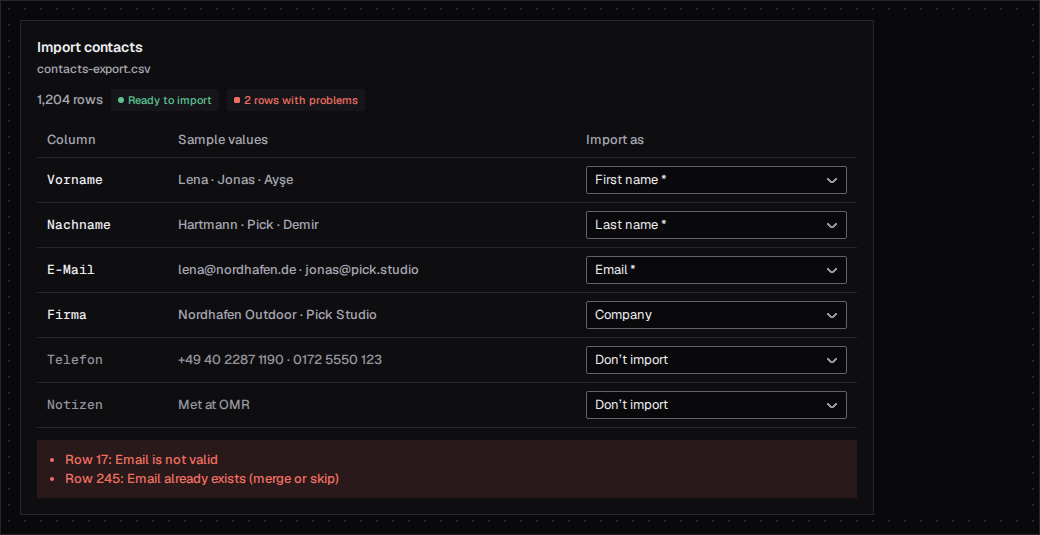 Import contacts
contacts-export.csv
1,204 rows Ready to import 2 rows with problems
Column Sample values Import as
Vorname Lena · Jonas · Ayşe First name *
Nachname Hartmann · Pick · Demir Last name *
E-Mail lena@nordhafen.de · jonas@pick.studio Email *
Firma Nordhafen Outdoor · Pick Studio Company
Telefon +49 40 2287 1190 · 0172 5550 123 Don't import
Notizen Met at OMR Don't import
• Row 17: Email is not valid
• Row 245: Email already exists (merge or skip)